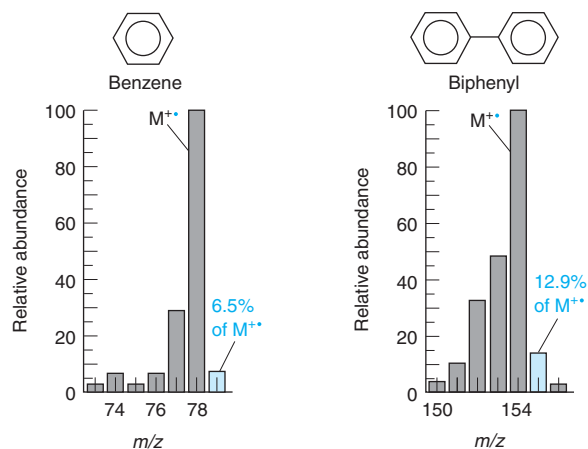 Benzene
Relative abundance
100
80
60
40
20
0
M⁺•
6.5%
of M⁺•
74
76
78
m/z
Biphenyl
Relative abundance
100
80
60
40
20
0
M⁺•
12.9%
of M⁺•
150
154
m/z